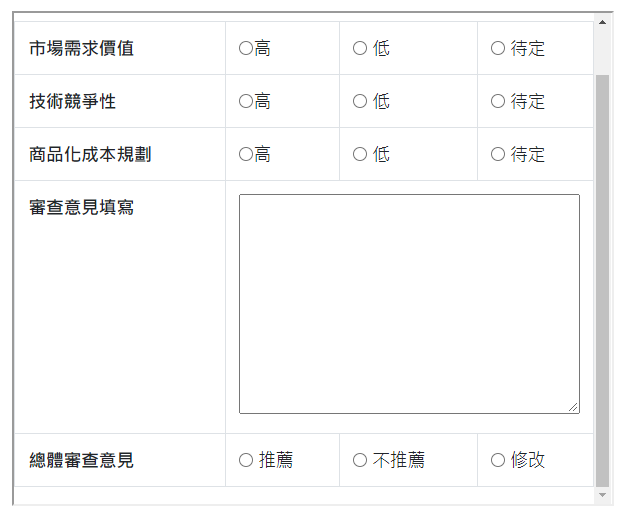 市場需求價值 高 低 待定
技術競爭性 高 低 待定
商品化成本規劃 高 低 待定
審查意見填寫
總體審查意見 推薦 不推薦 修改